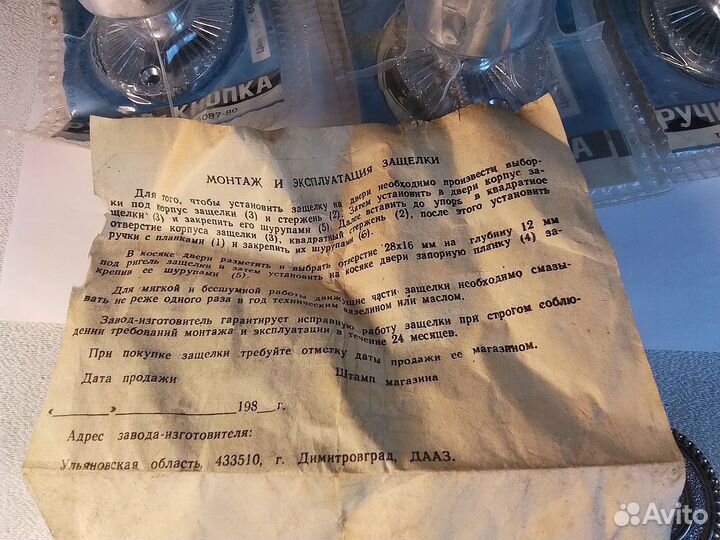 РУЧКА-КНОПКА
5087-80
РУЧК
КА
МОНТАЖ И ЭКСПЛУАТАЦИЯ ЗАЩЕЛКИ
Для того, чтобы установить защелку на двери необходимо произвести выбор-
ки под корпус защелки (3) и стержень (2). Затем установить в двери корпус за-
щелки (3) и закрепить его шурупами (5). Далее вставить до упора в квадратное
отверстие корпуса защелки (3), квадратный стержень (2), после этого установить
ручки с планками (1) и закрепить их шурупами (6).
В косяке двери разметить и выбрать отверстие 28х16 мм на глубину 12 мм
под ригель защелки и затем установить на косяке двери запорную планку (4) за-
крепив ее шурупами (5).
Для мягкой и бесшумной работы движущие части защелки необходимо смазы-
вать не реже одного раза в год техническим вазелином или маслом.
Завод-изготовитель гарантирует исправную работу защелки при строгом соблю-
дении требований монтажа и эксплуатации в течение 24 месяцев.
При покупке защелки требуйте отметку даты продажи ее магазином.
Дата продажи Штамп магазина
«______»______________198___г.
Адрес завода-изготовителя:
Ульяновская область, 433510, г. Димитровград, ДААЗ.
Avito